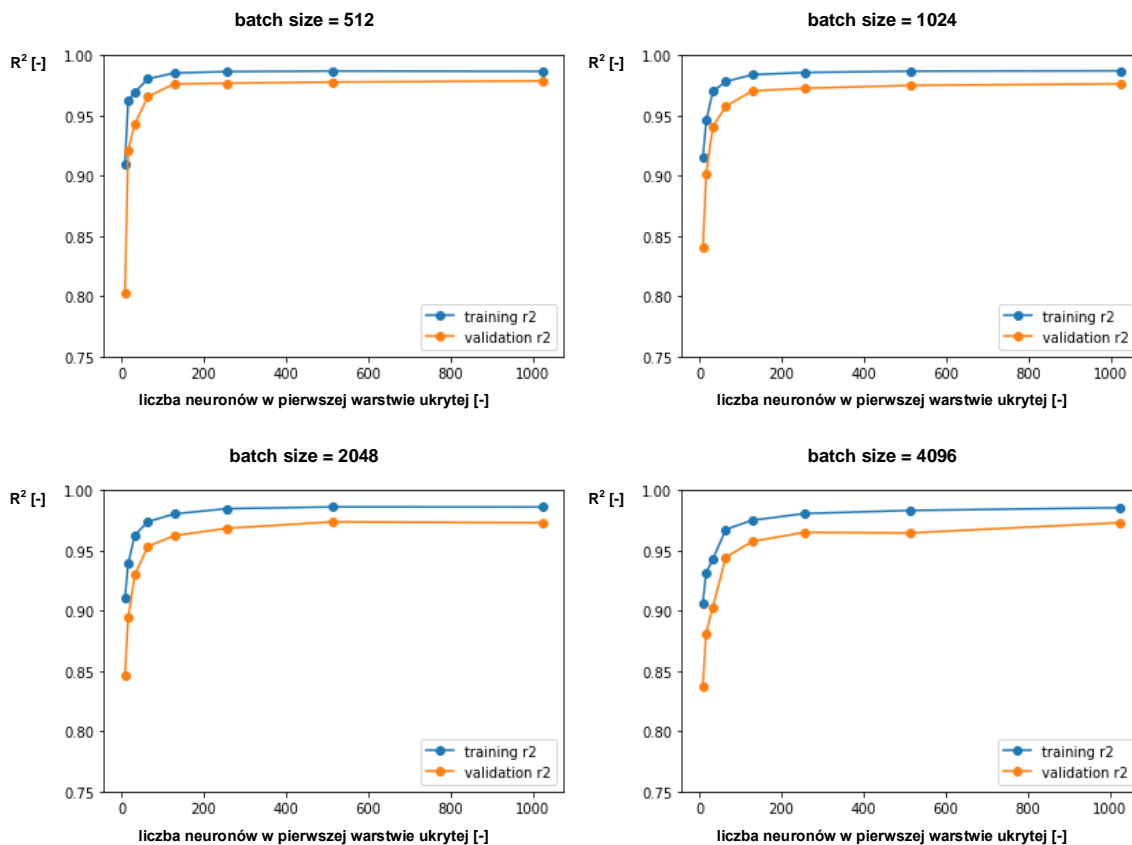 batch size = 512
R² [-]
1.00
0.95
0.90
0.85
0.80
0.75
training r2
validation r2
0 200 400 600 800 1000
liczba neuronów w pierwszej warstwie ukrytej [-]
batch size = 1024
R² [-]
1.00
0.95
0.90
0.85
0.80
0.75
training r2
validation r2
0 200 400 600 800 1000
liczba neuronów w pierwszej warstwie ukrytej [-]
batch size = 2048
R² [-]
1.00
0.95
0.90
0.85
0.80
0.75
training r2
validation r2
0 200 400 600 800 1000
liczba neuronów w pierwszej warstwie ukrytej [-]
batch size = 4096
R² [-]
1.00
0.95
0.90
0.85
0.80
0.75
training r2
validation r2
0 200 400 600 800 1000
liczba neuronów w pierwszej warstwie ukrytej [-]